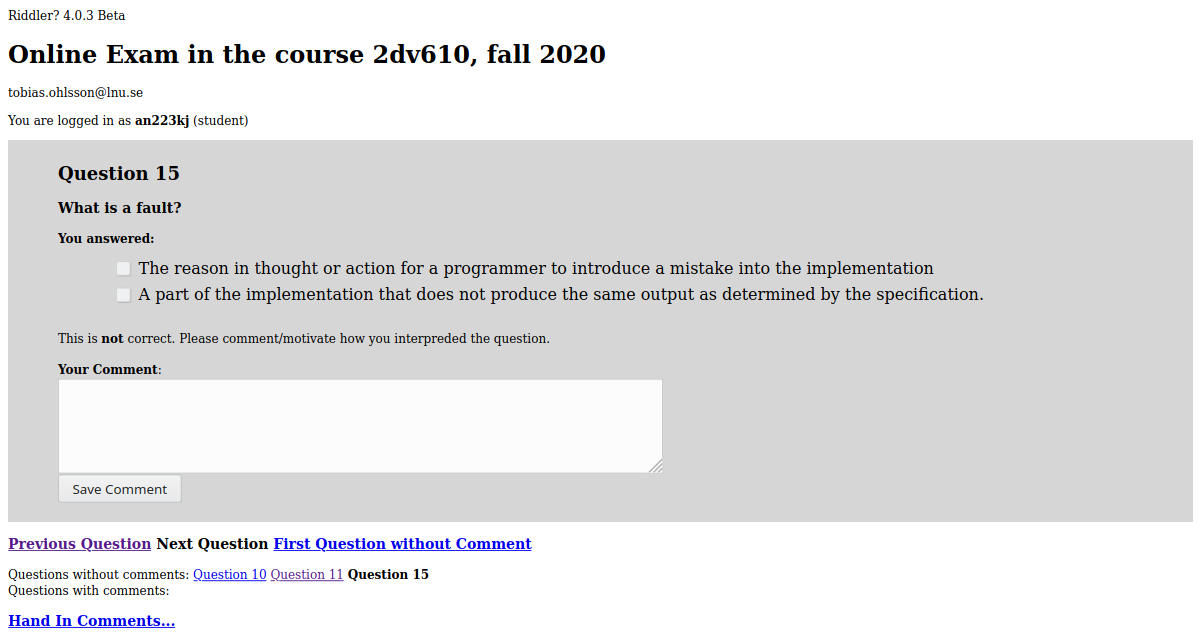 Riddler? 4.0.3 Beta
Online Exam in the course 2dv610, fall 2020
tobias.ohlsson@lnu.se
You are logged in as an223kj (student)
Question 15
What is a fault?
You answered:
The reason in thought or action for a programmer to introduce a mistake into the implementation
A part of the implementation that does not produce the same output as determined by the specification.
This is not correct. Please comment/motivate how you interpreded the question.
Your Comment:
Save Comment
Previous Question Next Question First Question without Comment
Questions without comments: Question 10 Question 11 Question 15
Questions with comments:
Hand In Comments...